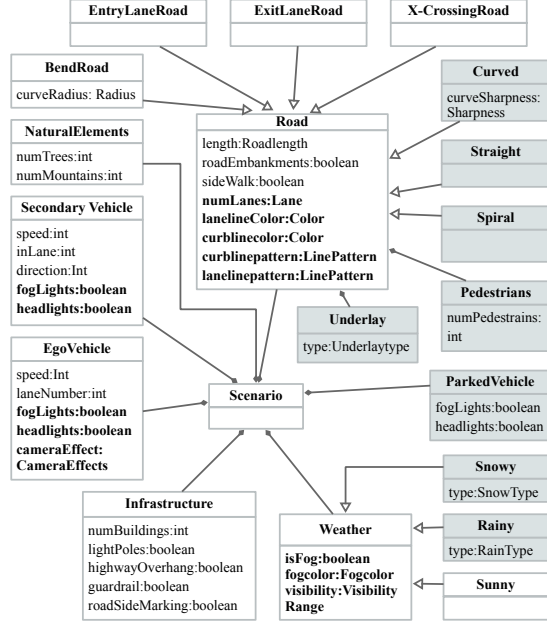 EntryLaneRoad
ExitLaneRoad
X-CrossingRoad
BendRoad
curveRadius: Radius
NaturalElements
numTrees:int
numMountains:int
Secondary Vehicle
speed:int
inLane:int
direction:Int
fogLights:boolean
headlights:boolean
EgoVehicle
speed:Int
laneNumber:int
fogLights:boolean
headlights:boolean
cameraEffect:
CameraEffects
Road
length:Roadlength
roadEmbankments:boolean
sideWalk:boolean
numLanes:Lane
lanelineColor:Color
curblinecolor:Color
curblinepattern:LinePattern
lanelinepattern:LinePattern
Underlay
type:Underlaytype
Scenario
Curved
curveSharpness:
Sharpness
Straight
Spiral
Pedestrians
numPedestrains:
int
ParkedVehicle
fogLights:boolean
headlights:boolean
Snowy
type:SnowType
Rainy
type:RainType
Sunny
Infrastructure
numBuildings:int
lightPoles:boolean
highwayOverhang:boolean
guardrail:boolean
roadSideMarking:boolean
Weather
isFog:boolean
fogcolor:Fogcolor
visibility:Visibility
Range